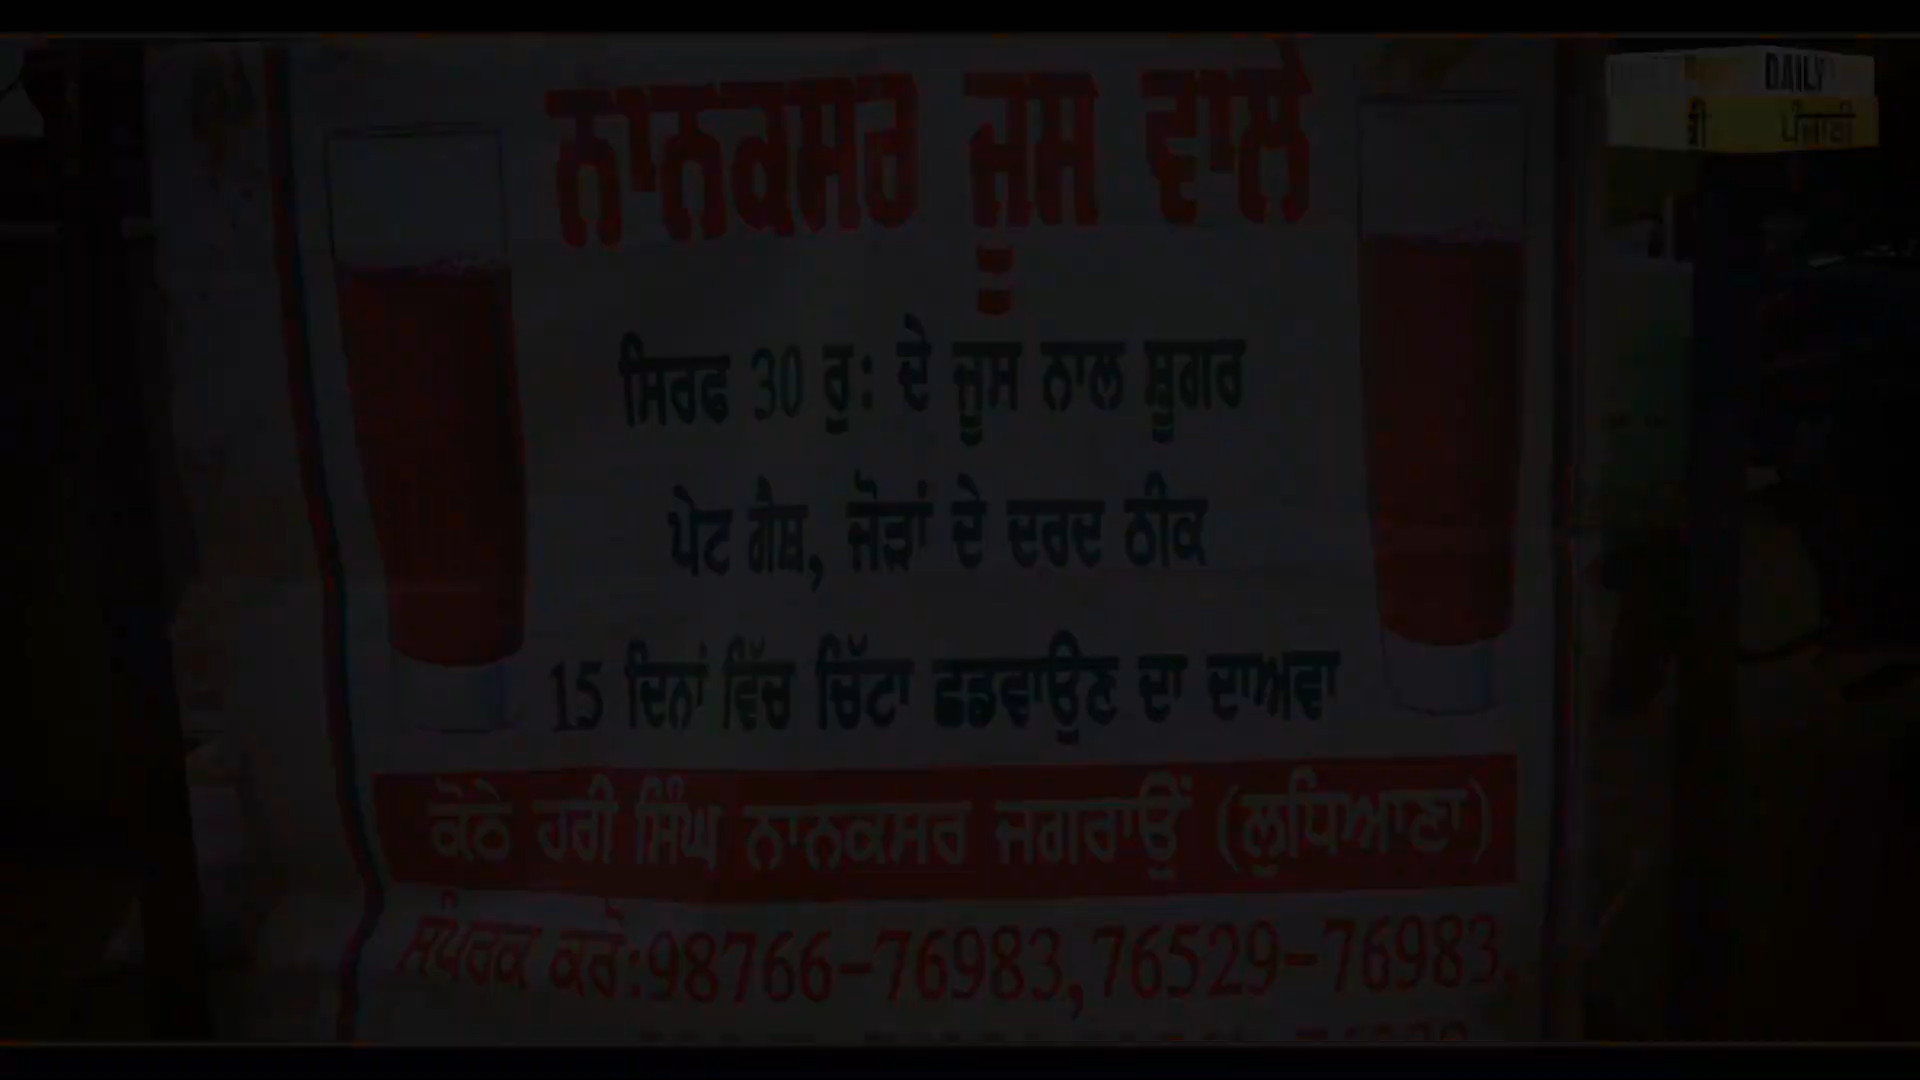 DAILY
ਪੰਜਾਬੀ
ਨਾਨਕਸਰ ਜੂਸ ਵਾਲੇ
ਸਿਰਫ 30 ਰੁ: ਦੇ ਜੂਸ ਨਾਲ ਸ਼ੂਗਰ
ਪੇਟ ਗੈਸ, ਜੋੜਾਂ ਦੇ ਦਰਦ ਠੀਕ
15 ਦਿਨਾਂ ਵਿੱਚ ਚਿੱਟਾ ਛਡਵਾਉਣ ਦਾ ਦਾਅਵਾ
ਕੋਠੇ ਹਰੀ ਸਿੰਘ ਨਾਨਕਸਰ ਜਗਰਾਉਂ (ਲੁਧਿਆਣਾ)
ਸੰਪਰਕ ਕਰੋ:98766-76983,76529-76983,